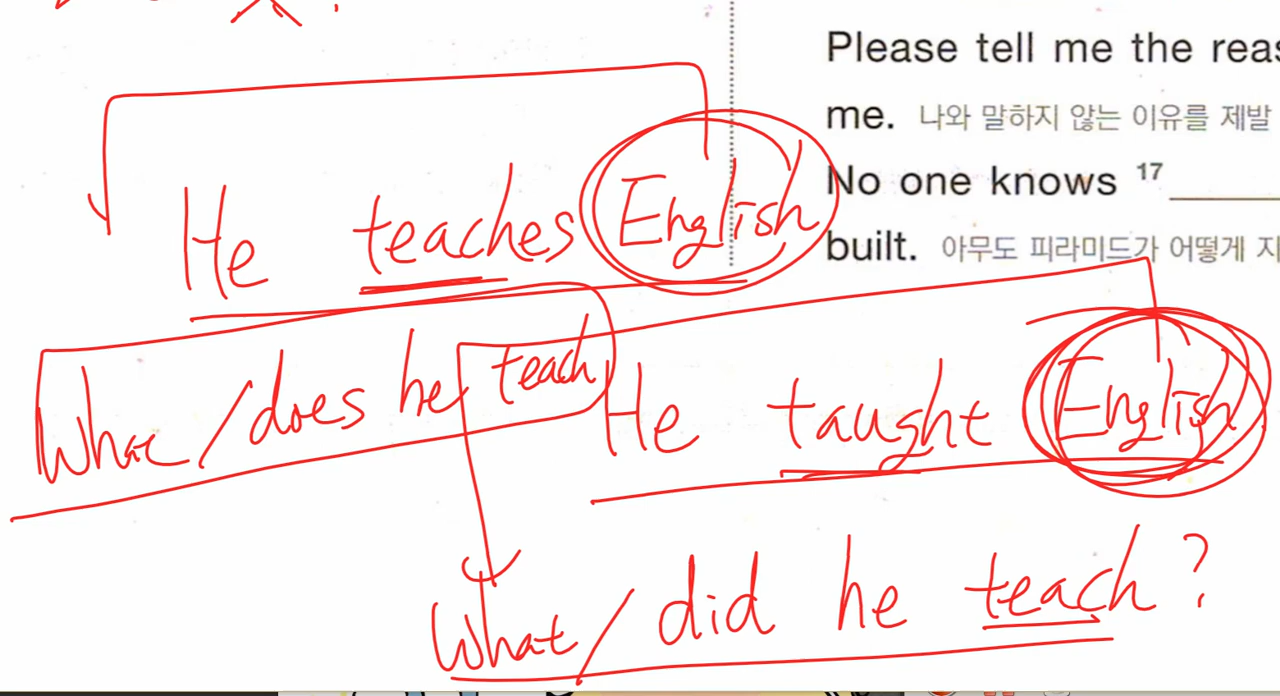 Please tell me the reas
me. 나와 말하지 않는 이유를 제발
No one knows 17
built. 아무도 피라미드가 어떻게 지
He teaches English
What / does he teach
He taught English
What / did he teach ?